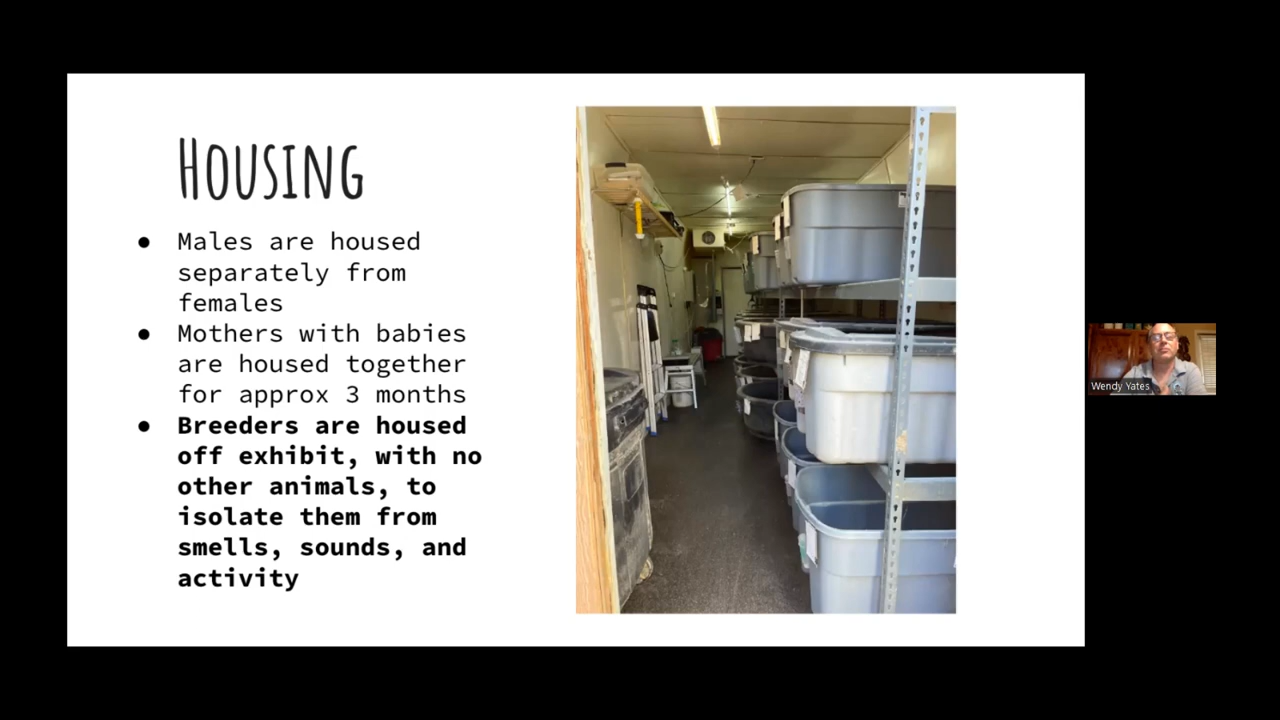 Housing
● Males are housed
separately from
females
● Mothers with babies
are housed together
for approx 3 months
● Breeders are housed
off exhibit, with no
other animals, to
isolate them from
smells, sounds, and
activity
Wendy Yates